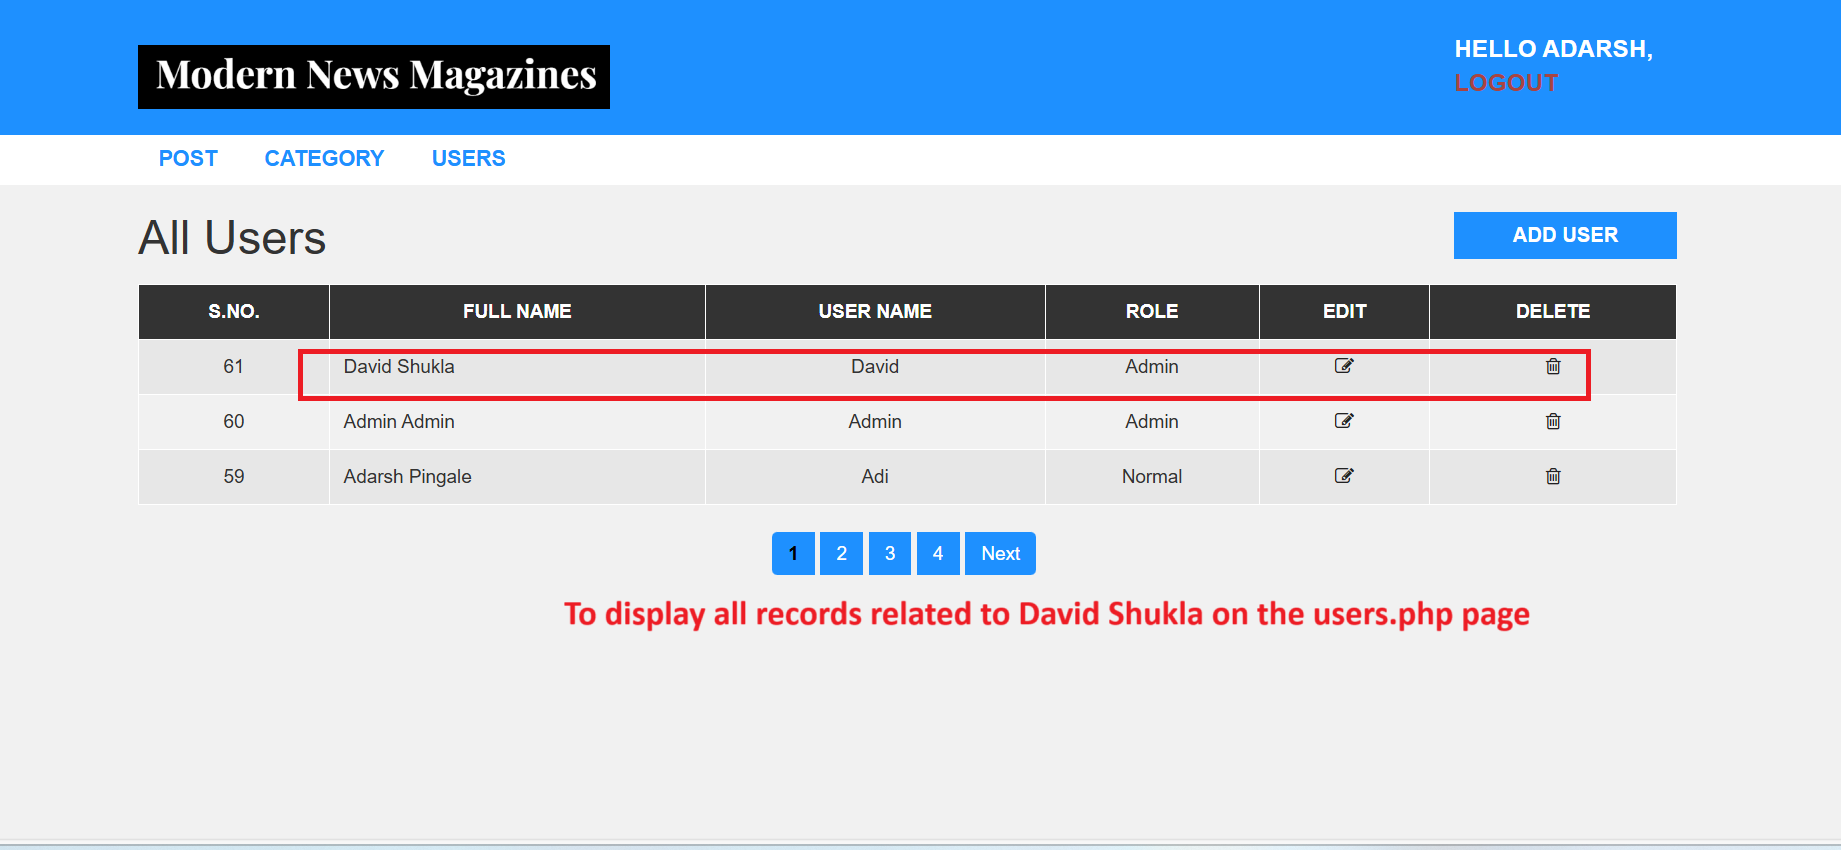 Modern News Magazines
HELLO ADARSH,
LOGOUT
POST CATEGORY USERS
All Users
ADD USER
S.NO. FULL NAME USER NAME ROLE EDIT DELETE
61 David Shukla David Admin
60 Admin Admin Admin Admin
59 Adarsh Pingale Adi Normal
1 2 3 4 Next
To display all records related to David Shukla on the users.php page